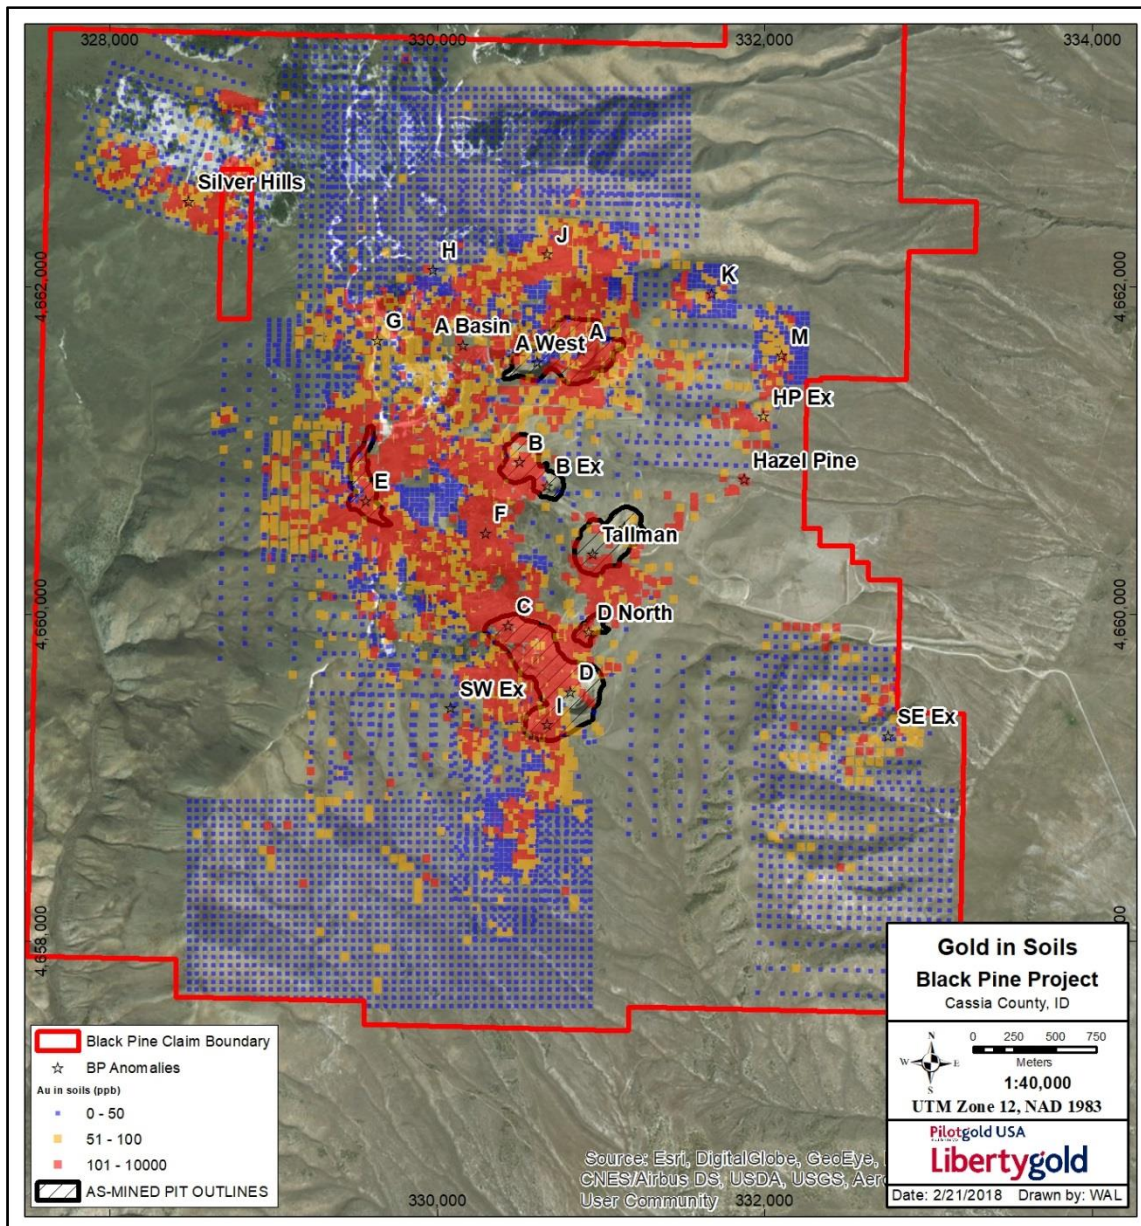 328,000
330,000
332,000
334,000
Silver Hills
H
J
K
4,662,000
4,662,000
G
A Basin
A West
A
M
HP Ex
B
B Ex
Hazel Pine
E
F
Tallman
C
D North
4,660,000
4,660,000
SW Ex
D
I
SE Ex
4,658,000
Gold in Soils
Black Pine Project
Cassia County, ID
N
W E
S
0 250 500 750
Meters
1:40,000
UTM Zone 12, NAD 1983
Pilotgold USA
Libertygold
Date: 2/21/2018 Drawn by: WAL
Black Pine Claim Boundary
BP Anomalies
Au in soils (ppb)
0 - 50
51 - 100
101 - 10000
AS-MINED PIT OUTLINES
Source: Esri, DigitalGlobe, GeoEye,
CNES/Airbus DS, USDA, USGS,
User Community
330,000
332,000